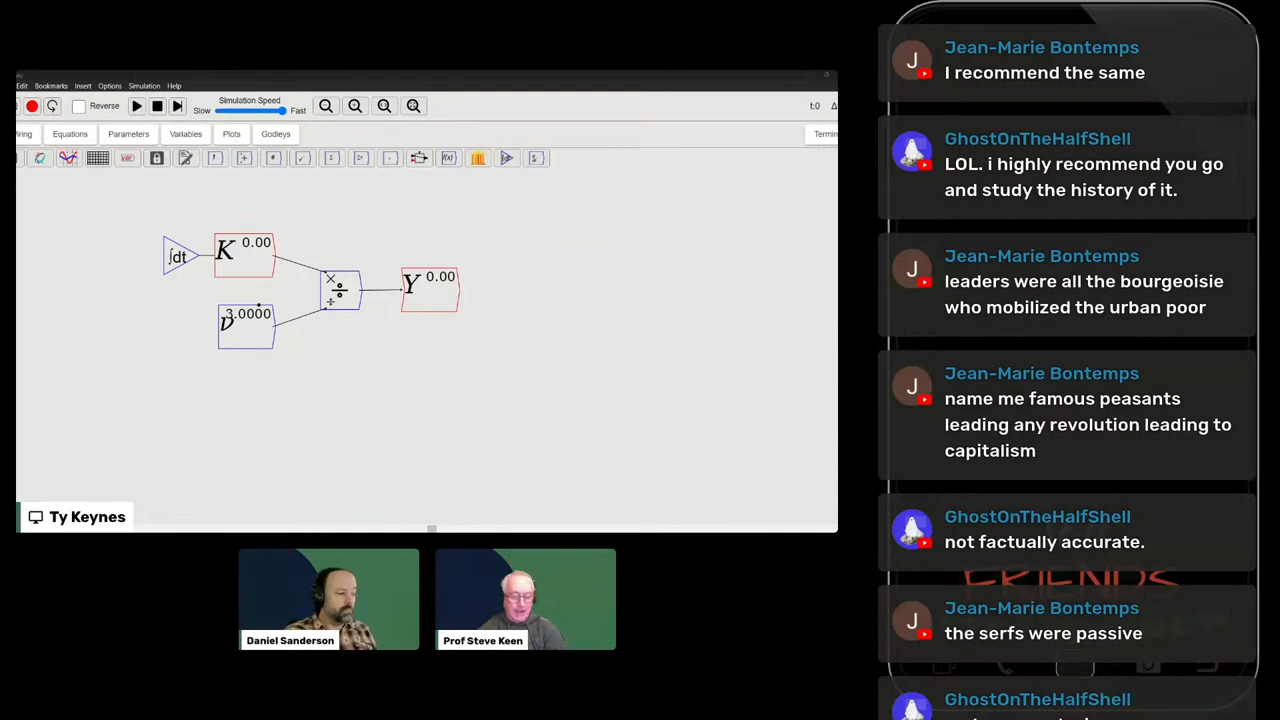 Edit Bookmarks Insert Options Simulation Help
Reverse
Simulation Speed
Slow
Fast
t:0
Equations Parameters Variables Plots Godleys
var
f(x)
∫dt
K 0.00
× ÷
÷
Y 0.00
3.0000
ν
Ty Keynes
Daniel Sanderson
Prof Steve Keen
J
Jean-Marie Bontemps
I recommend the same
GhostOnTheHalfShell
LOL. i highly recommend you go
and study the history of it.
J
Jean-Marie Bontemps
leaders were all the bourgeoisie
who mobilized the urban poor
J
Jean-Marie Bontemps
name me famous peasants
leading any revolution leading to
capitalism
GhostOnTheHalfShell
not factually accurate.
FRIENDS
J
Jean-Marie Bontemps
the serfs were passive
GhostOnTheHalfShell